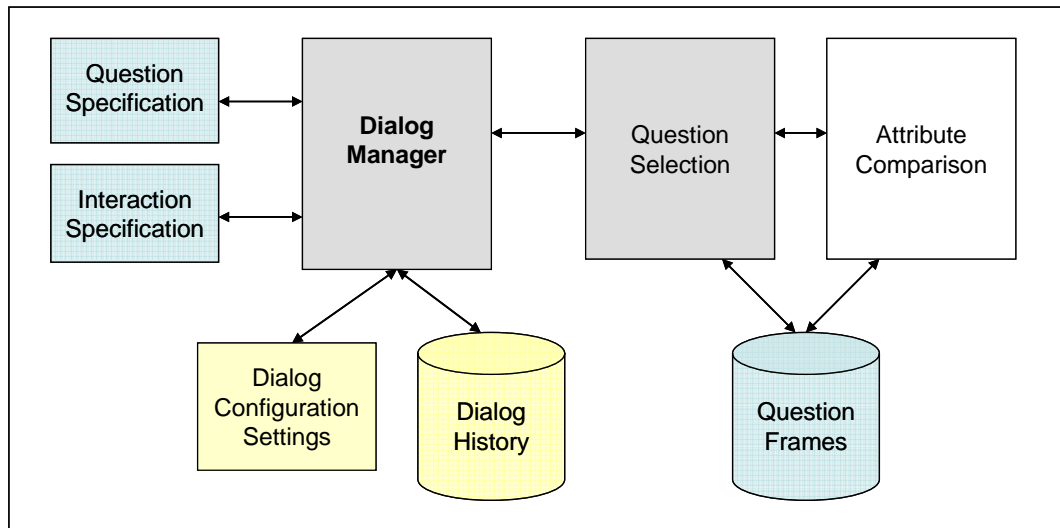 Question
Specification
Interaction
Specification
Dialog
Manager
Question
Selection
Attribute
Comparison
Dialog
Configuration
Settings
Dialog
History
Question
Frames